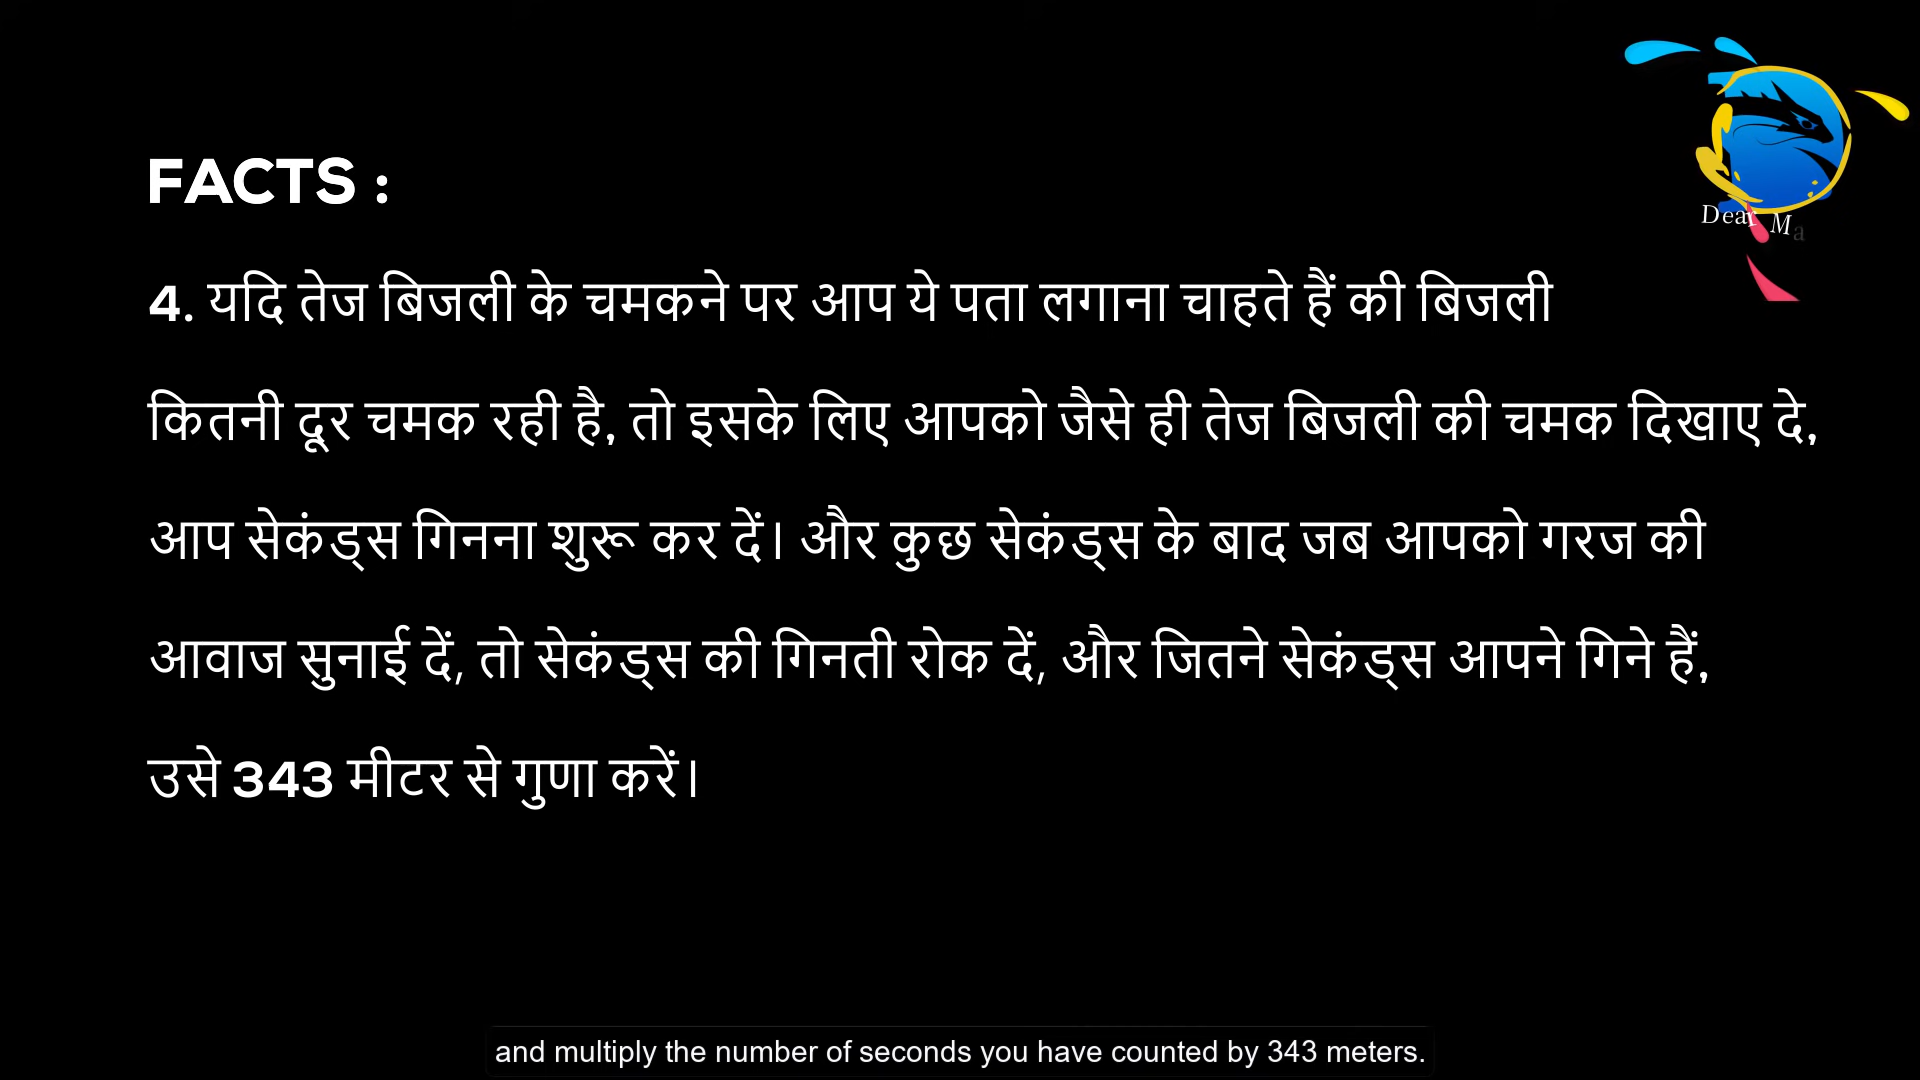 FACTS :
4. यदि तेज बिजली के चमकने पर आप ये पता लगाना चाहते हैं की बिजली
कितनी दूर चमक रही है, तो इसके लिए आपको जैसे ही तेज बिजली की चमक दिखाए दे,
आप सेकंड्स गिनना शुरू कर दें। और कुछ सेकंड्स के बाद जब आपको गरज की
आवाज सुनाई दें, तो सेकंड्स की गिनती रोक दें, और जितने सेकंड्स आपने गिने हैं,
उसे 343 मीटर से गुणा करें।
Dear Ma
and multiply the number of seconds you have counted by 343 meters.